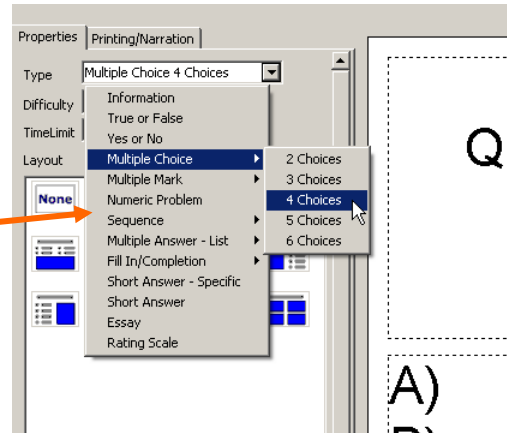 Properties Printing/Narration
Type Multiple Choice 4 Choices
Difficulty
TimeLimit
Layout
None
Information
True or False
Yes or No
Multiple Choice
Multiple Mark
Numeric Problem
Sequence
Multiple Answer - List
Fill In/Completion
Short Answer - Specific
Short Answer
Essay
Rating Scale
2 Choices
3 Choices
4 Choices
5 Choices
6 Choices
Q
A)